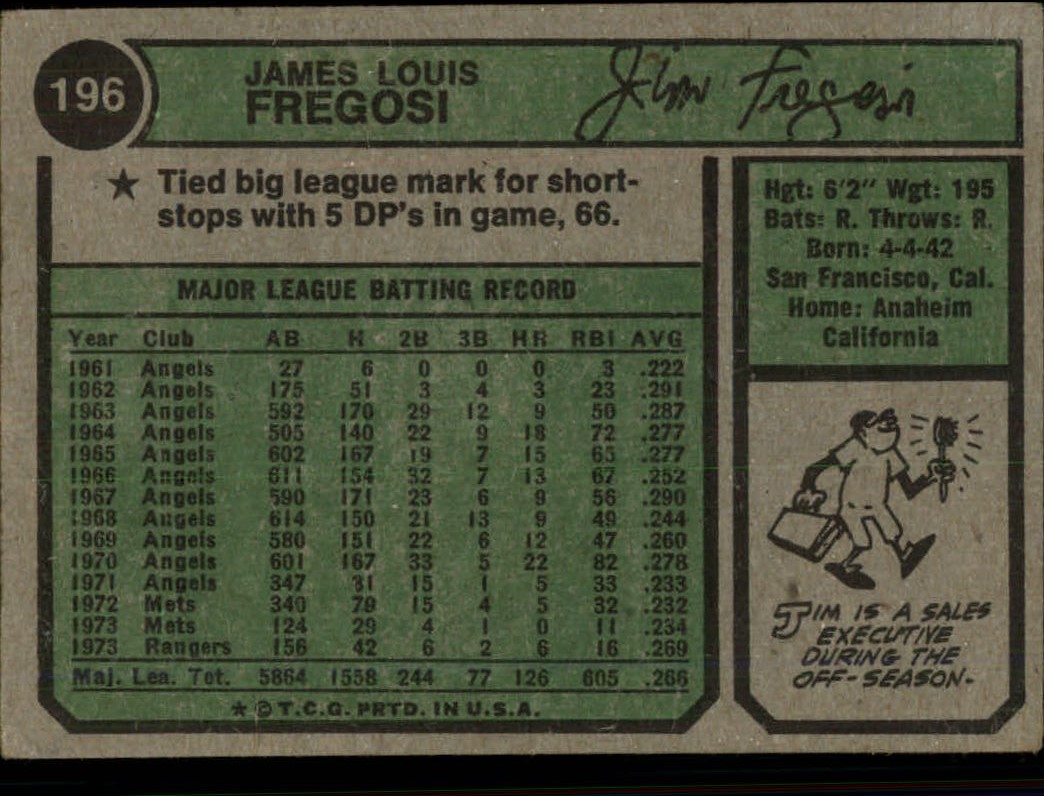 196
JAMES LOUIS
FREGOSI
Jim Fregosi
★ Tied big league mark for short-
stops with 5 DP's in game, 66.
Hgt: 6'2" Wgt: 195
Bats: R. Throws: R.
Born: 4-4-42
San Francisco, Cal.
Home: Anaheim
California
MAJOR LEAGUE BATTING RECORD
Year Club AB H 2B 3B HR RBI AVG
1961 Angels 27 6 0 0 0 3 .222
1962 Angels 175 51 3 4 3 23 .291
1963 Angels 592 170 29 12 9 50 .287
1964 Angels 505 140 22 9 18 72 .277
1965 Angels 602 167 19 7 15 65 .277
1966 Angels 611 154 32 7 13 67 .252
1967 Angels 590 171 23 6 9 56 .290
1968 Angels 614 150 21 13 9 49 .244
1969 Angels 580 151 22 6 12 47 .260
1970 Angels 601 167 33 5 22 82 .278
1971 Angels 347 81 15 1 5 33 .233
1972 Mets 340 79 15 4 5 32 .232
1973 Mets 124 29 4 1 0 11 .234
1973 Rangers 156 42 6 2 6 16 .269
Maj. Lea. Tot. 5864 1558 244 77 126 605 .266
★ © T.C.G. PRTD. IN U.S.A.
JIM IS A SALES
EXECUTIVE
DURING THE
OFF-SEASON.